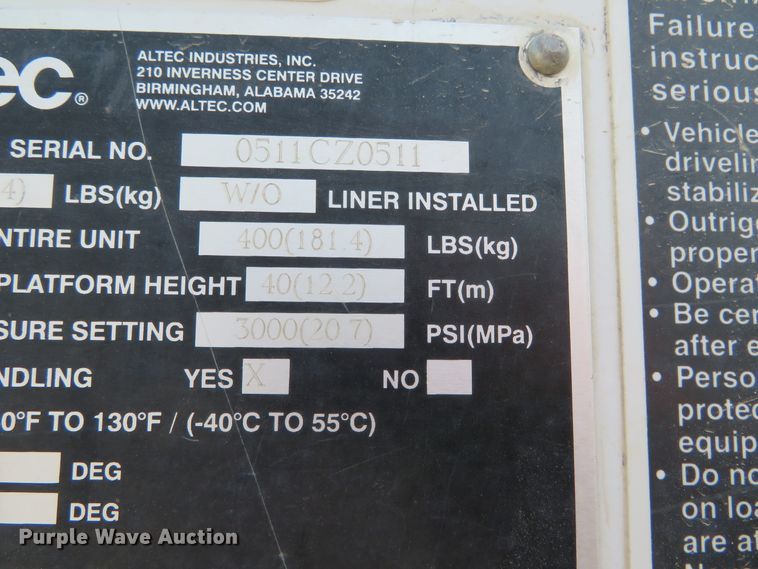 ec®
ALTEC INDUSTRIES, INC.
210 INVERNESS CENTER DRIVE
BIRMINGHAM, ALABAMA 35242
WWW.ALTEC.COM
SERIAL NO. 0511CZ0511
4) LBS(kg) W/O LINER INSTALLED
NTIRE UNIT 400(181.4) LBS(kg)
PLATFORM HEIGHT 40(12.2) FT(m)
SURE SETTING 3000(20.7) PSI(MPa)
NDLING YES X NO
0°F TO 130°F / (-40°C TO 55°C)
DEG
DEG
Failure
instruc
serious
• Vehicle
driveli
stabiliz
• Outrig
proper
• Opera
• Be cer
after e
• Perso
protec
equip
• Do no
on loa
are at
Purple Wave Auction